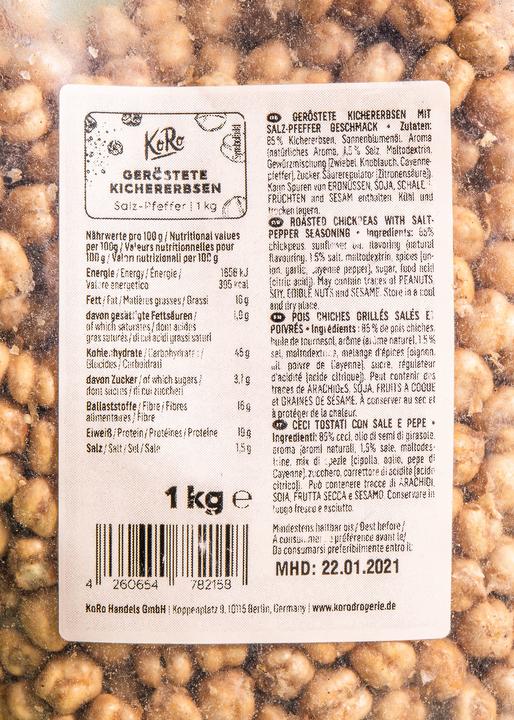 KoRo
GERÖSTETE
KICHERERBSEN
Salz-Pfeffer | 1 kg
Symbolbild
Nährwerte pro 100 g / Nutritional values
per 100g / Valeurs nutritionnelles pour
100 g / Valori nutrizionali per 100 g
Energie / Energy / Énergie / 1658 kJ
Valore energetico 395 kcal
Fett / Fat / Matières grasses / Grassi 16 g
davon gesättigte Fettsäuren /
of which saturates / dont acides
gras saturés / di cui acidi grassi saturi
Kohlenhydrate / Carbohydrate / 45 g
Glucides / Carboidrati
davon Zucker / of which sugars / 3,1 g
dont sucres / di cui zuccheri
Ballaststoffe / Fibre / Fibres 16 g
alimentaires / Fibre
Eiweiß / Protein / Protéines / Proteine
Salz / Salt / Sel / Sale 1,5 g
1 kg e
4 260654 782158
KoRo Handels GmbH | Koppenplatz 9, 10115 Berlin, Germany | www.korodrogerie.de
GERÖSTETE KICHERERBSEN MIT
SALZ-PFEFFER GESCHMACK • Zutaten:
85% Kichererbsen, Sonnenblumenöl, Aroma
(natürliches Aroma, 1,5% Salz, Maltodextrin,
Gewürzmischung (Zwiebel, Knoblauch, Cayenne-
pfeffer), Zucker, Säureregulator (Zitronensäure)).
Kann Spuren von ERDNÜSSEN, SOJA, SCHALEN-
FRÜCHTEN und SESAM enthalten. Kühl und
trocken lagern.
ROASTED CHICKPEAS WITH SALT-
PEPPER SEASONING • Ingredients: 85%
chickpeas, sunflower oil, flavoring (natural
flavouring, 1.5% salt, maltodextrin, spices (on-
ion, garlic, cayenne pepper), sugar, food acid
(citric acid)). May contain traces of PEANUTS,
SOY, EDIBLE NUTS and SESAME. Store in a cool
and dry place.
POIS CHICHES GRILLÉS SALÉS ET
POIVRÉS • Ingrédients : 85 % de pois chiches,
huile de tournesol, arôme (arôme naturel, 1.5 %
sel, maltodextrine, mélange d'épices (oignon,
ail, poivre de Cayenne), sucre, régulateur
d'acidité (acide citrique)). Peut contenir des
traces de ARACHIDES, SOJA, FRUITS A COQUE
et GRAINES DE SÉSAME. À conserver au sec et
à protéger de la chaleur.
CECI TOSTATI CON SALE E PEPE •
Ingredienti: 85% ceci, olio di semi di girasole,
aroma (aromi naturali, 1,5% sale, maltodes-
trine, mix di spezie (cipolla, aglio, pepe di
Cayenne), zucchero, correttore di acidità (acido
citrico)). Può contenere tracce di ARACHIDI,
SOIA, FRUTTA SECCA e SESAMO. Conservare in
luogo fresco e asciutto.
Mindestens haltbar bis / Best before /
À consommer de préférence avant le/
Da consumarsi preferibilmente entro il:
MHD: 22.01.2021